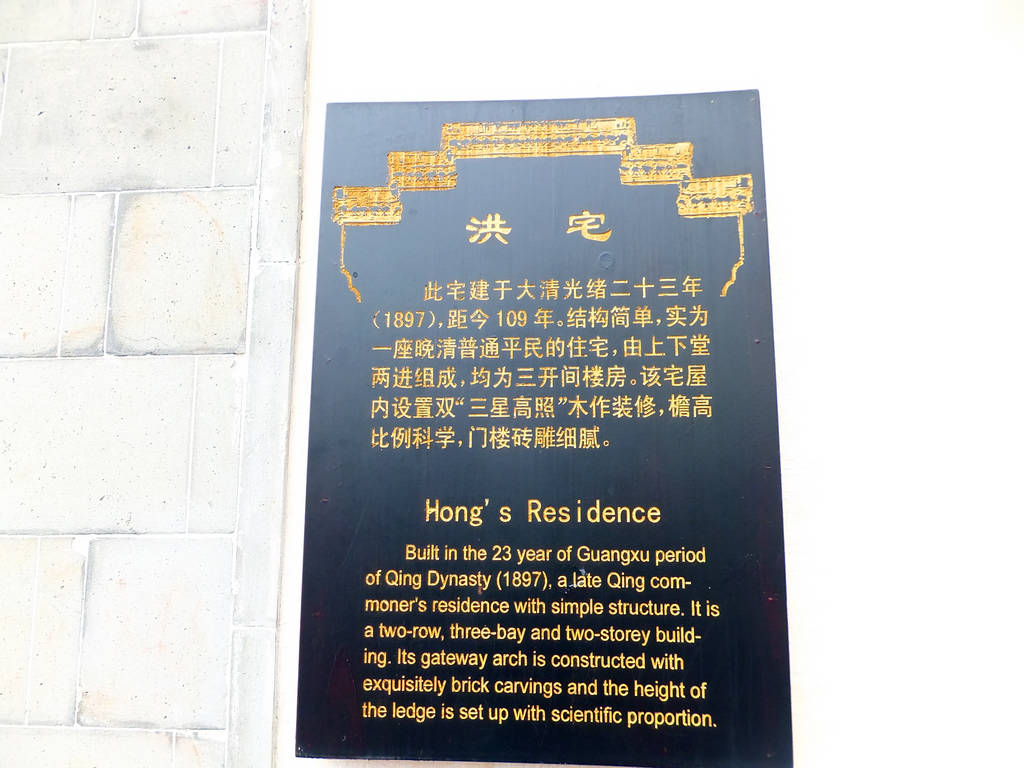 洪 宅
此宅建于大清光绪二十三年
(1897),距今 109 年。结构简单,实为
一座晚清普通平民的住宅,由上下堂
两进组成,均为三开间楼房。该宅屋
内设置双“三星高照”木作装修,檐高
比例科学,门楼砖雕细腻。
Hong's Residence
Built in the 23 year of Guangxu period
of Qing Dynasty (1897), a late Qing com-
moner's residence with simple structure. It is
a two-row, three-bay and two-storey build-
ing. Its gateway arch is constructed with
exquisitely brick carvings and the height of
the ledge is set up with scientific proportion.